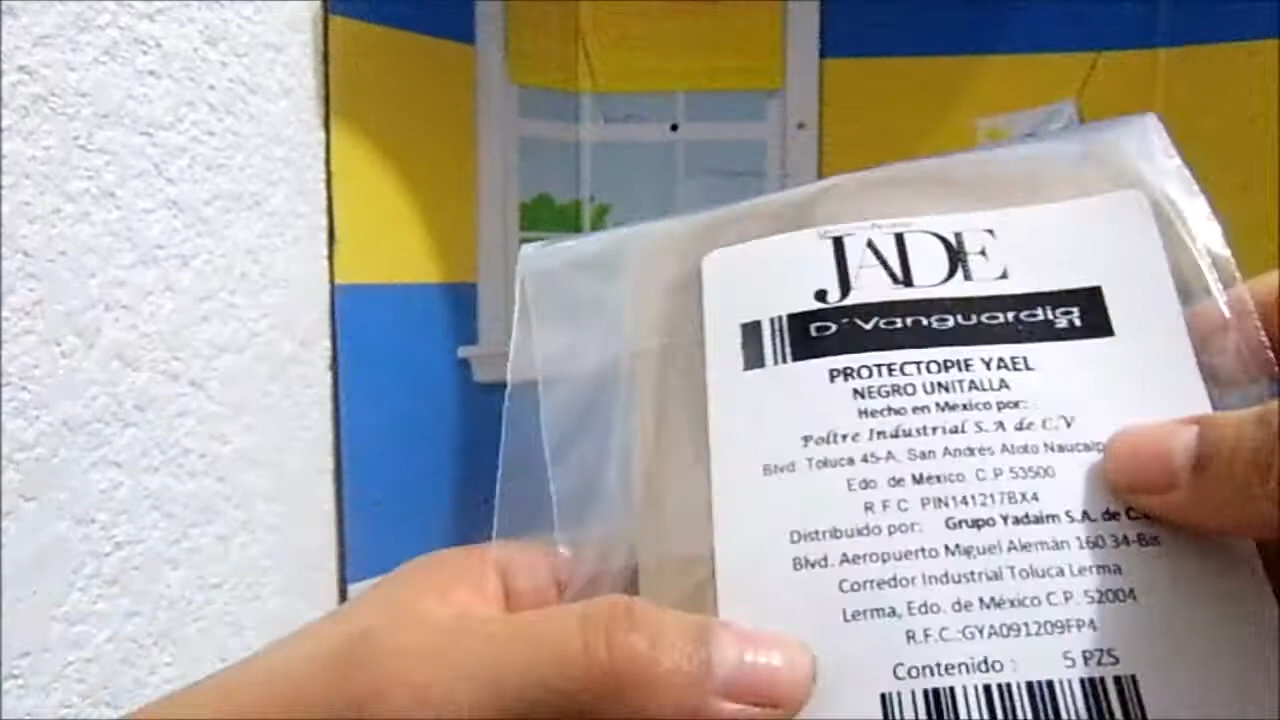 JADE
D'Vanguardia
21
PROTECTOPIE YAEL
NEGRO UNITALLA
Hecho en México por:
Poltre Industrial S.A de C.V
Blvd. Toluca 45-A. San Andrés Atoto Naucalp
Edo. de México. C.P 53500
R.F.C PIN141217BX4
Distribuido por: Grupo Yadaim S.A. de C.
Blvd. Aeropuerto Miguel Alemán 160 34-Bis
Corredor Industrial Toluca Lerma
Lerma, Edo. de México C.P. 52004
R.F.C.:GYA091209FP4
Contenido : 5 PZS